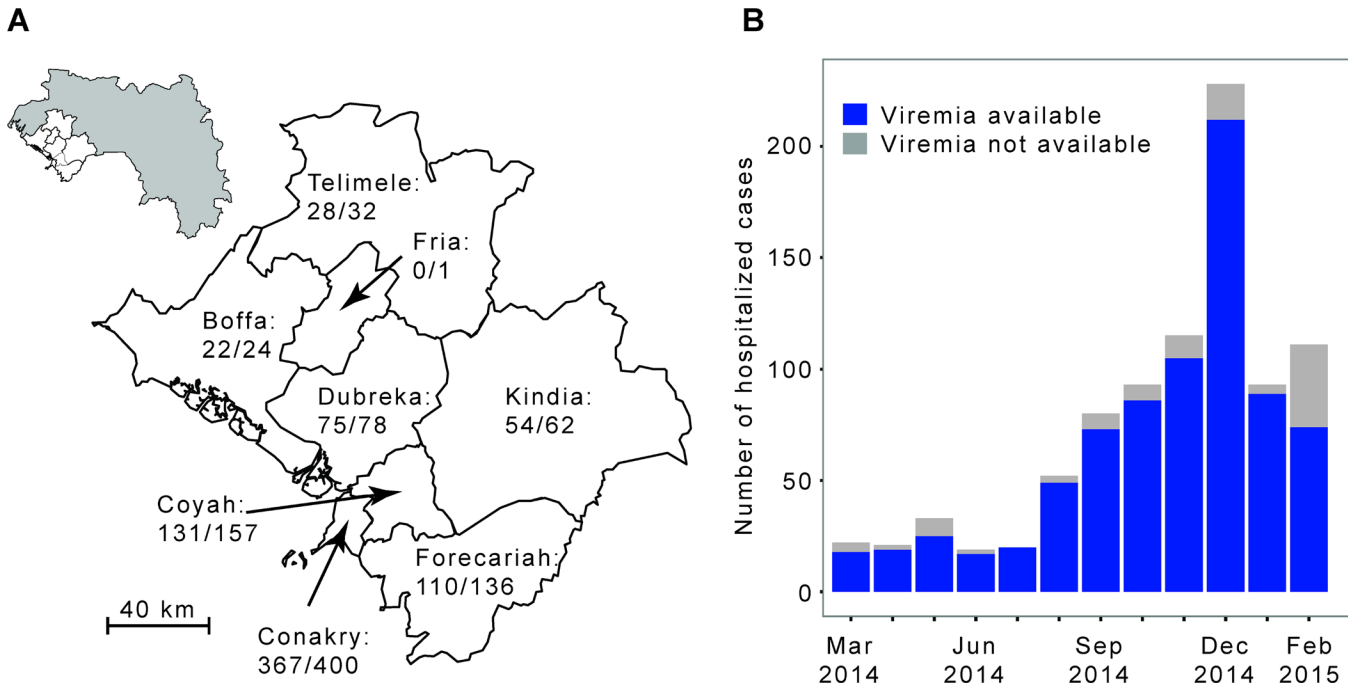 A
Telimele:
28/32
Fria:
0/1
Boffa:
22/24
Dubreka:
75/78
Kindia:
54/62
Coyah:
131/157
Forecariah:
110/136
Conakry:
367/400
40 km
B
Number of hospitalized cases
Viremia available
Viremia not available
200
150
100
50
0
Mar
2014
Jun
2014
Sep
2014
Dec
2014
Feb
2015